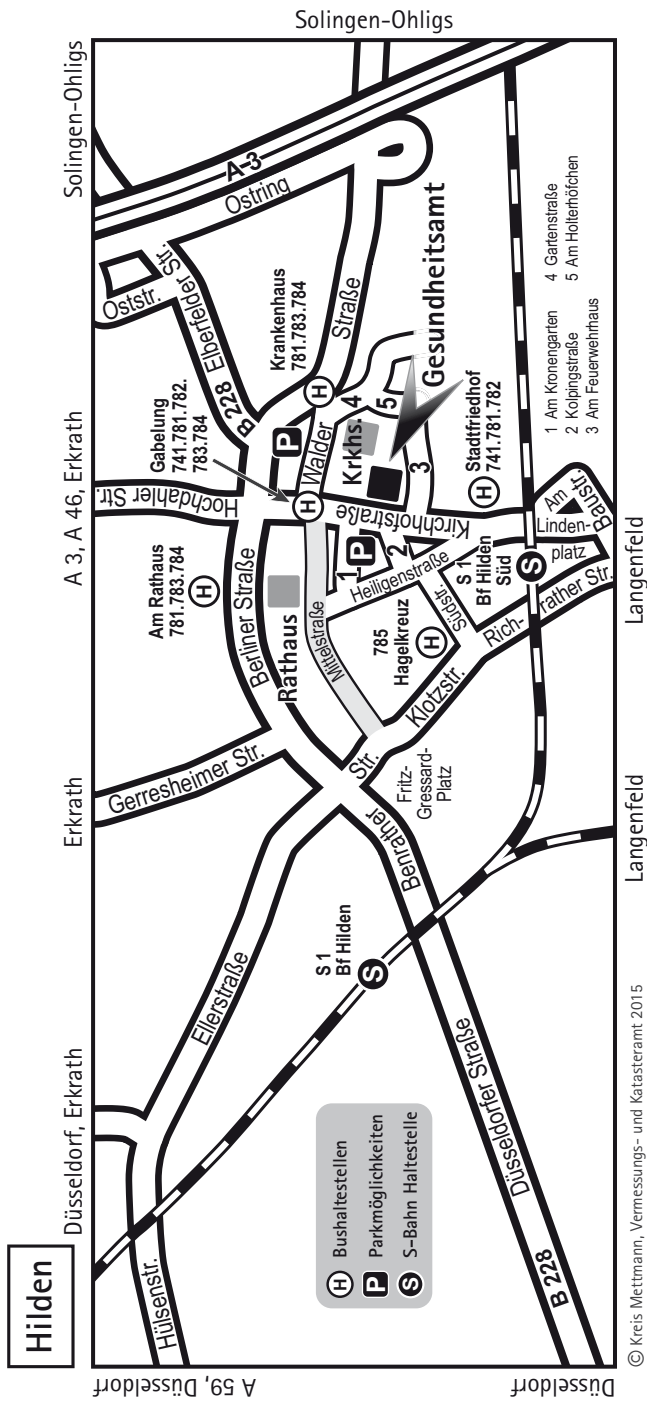 Hilden
Düsseldorf, Erkrath
Erkrath
A 3, A 46, Erkrath
Solingen-Ohligs
Solingen-Ohligs
A 59, Düsseldorf
Düsseldorf
Langenfeld
Langenfeld
Hülsenstr.
Ellerstraße
Gerresheimer Str.
Berliner Straße
Am Rathaus
781.783.784
H
Hochdahler Str.
Gabelung
741.781.782.
783.784
H
B 228
Elberfelder Str.
Oststr.
A-3
Ostring
Krankenhaus
781.783.784
H
Walder
Straße
P
Rathaus
Mittelstraße
Krkhs.
4
5
Gesundheitsamt
1
P
2
3
Kirchhofstraße
Heiligenstraße
Stadtfriedhof
741.781.782
H
785
Hagelkreuz
H
Südstr.
S 1
Bf Hilden
Süd
S
Am
Linden-
platz
Baustr.
Rich-
rather Str.
Klotzstr.
Fritz-
Gressard-
Platz
Benrather
Str.
S 1
Bf Hilden
S
Düsseldorfer Straße
B 228
H Bushaltestellen
P Parkmöglichkeiten
S S-Bahn Haltestelle
1 Am Kronengarten
2 Kolpingstraße
3 Am Feuerwehrhaus
4 Gartenstraße
5 Am Holterhöfchen
© Kreis Mettmann, Vermessungs- und Katasteramt 2015